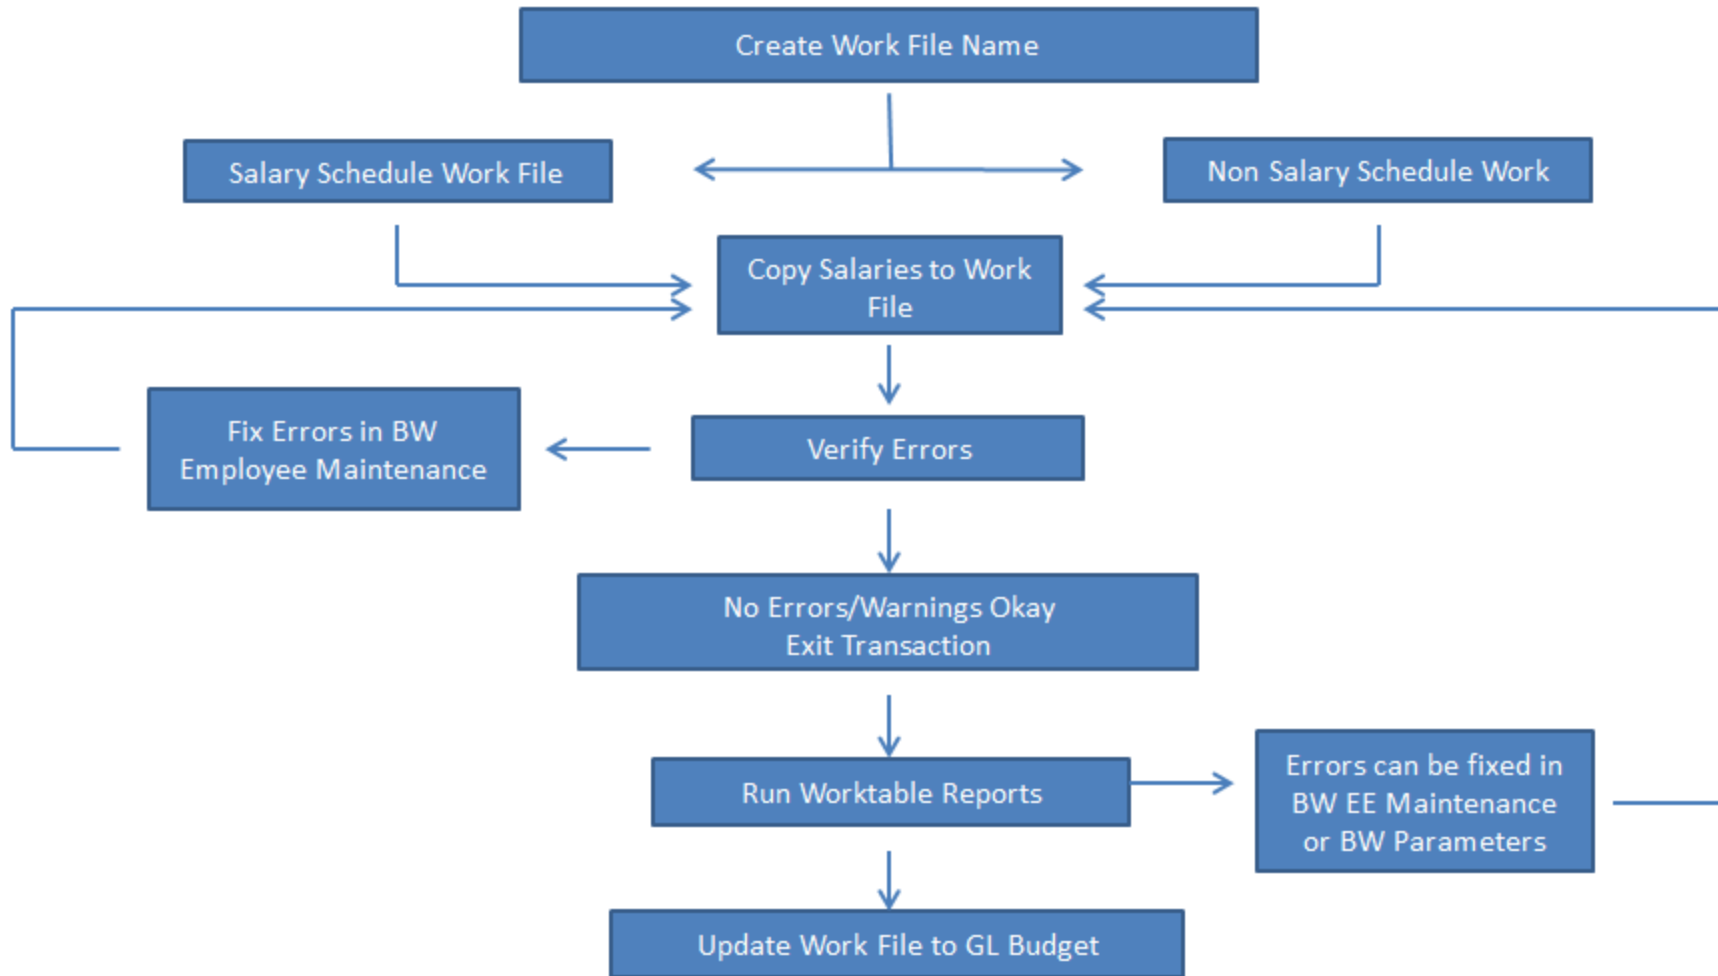 Create Work File Name
Salary Schedule Work File
Non Salary Schedule Work
Copy Salaries to Work
File
Fix Errors in BW
Employee Maintenance
Verify Errors
No Errors/Warnings Okay
Exit Transaction
Run Worktable Reports
Errors can be fixed in
BW EE Maintenance
or BW Parameters
Update Work File to GL Budget